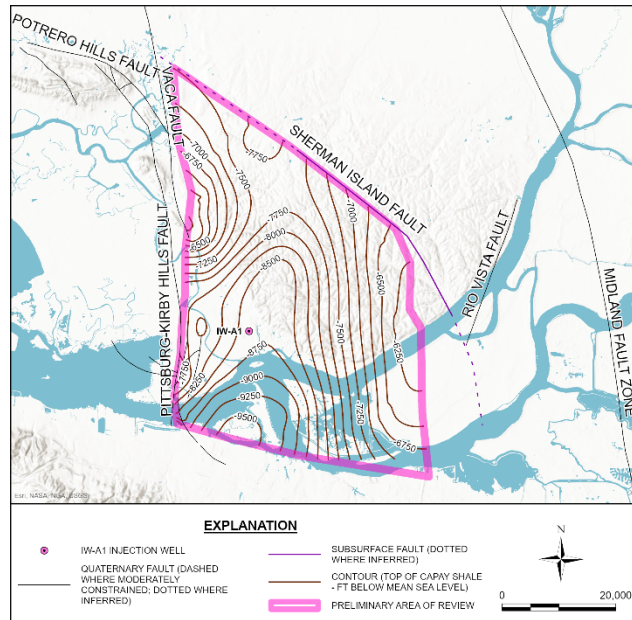 POTRERO HILLS FAULT
VACA FAULT
SHERMAN ISLAND FAULT
RIO VISTA FAULT
MIDLAND FAULT ZONE
PITTSBURG-KIRBY HILLS FAULT
-7000
-6750
-7500
-7750
-6500
-7250
-7750
-8000
-8500
-7000
-6500
-6250
-7500
-7250
-6750
IW-A1
-7750
-8250
-8750
-9000
-9250
-9500
Esri, NASA, NGA, USGS
EXPLANATION
IW-A1 INJECTION WELL
QUATERNARY FAULT (DASHED
WHERE MODERATELY
CONSTRAINED; DOTTED WHERE
INFERRED)
SUBSURFACE FAULT (DOTTED
WHERE INFERRED)
CONTOUR (TOP OF CAPAY SHALE
- FT BELOW MEAN SEA LEVEL)
PRELIMINARY AREA OF REVIEW
N
0 20,000